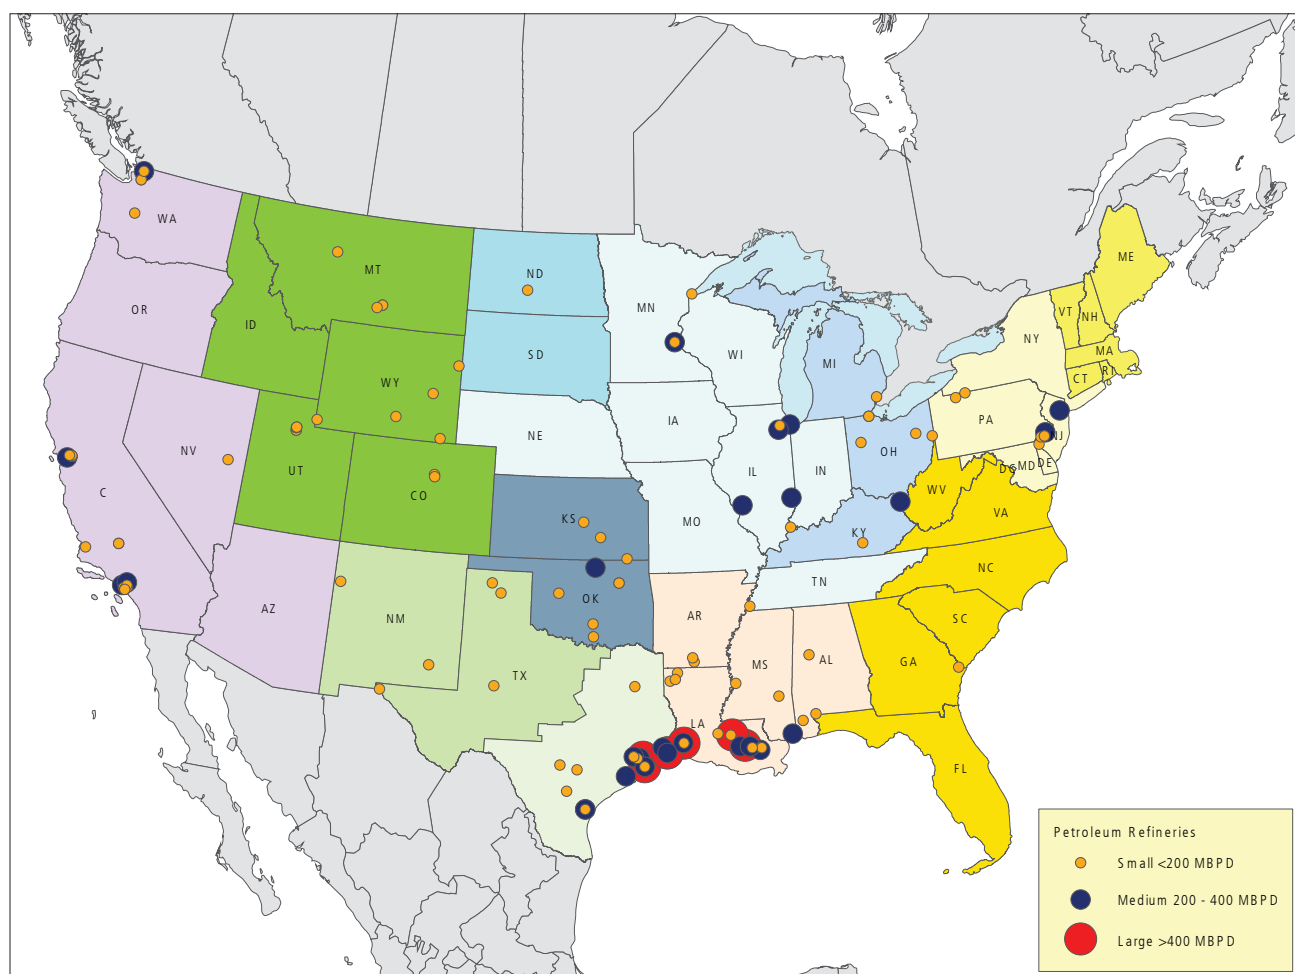 WA
MT
ND
ME
OR
ID
MN
VT
NH
NY
SD
WI
MI
MA
RI
CT
WY
IA
PA
NE
NJ
NV
UT
CO
IL
IN
OH
DC
MD
DE
C
WV
KS
MO
KY
VA
NC
TN
AZ
NM
OK
AR
SC
TX
MS
AL
GA
LA
FL
Petroleum Refineries
Small <200 MBPD
Medium 200 - 400 MBPD
Large >400 MBPD